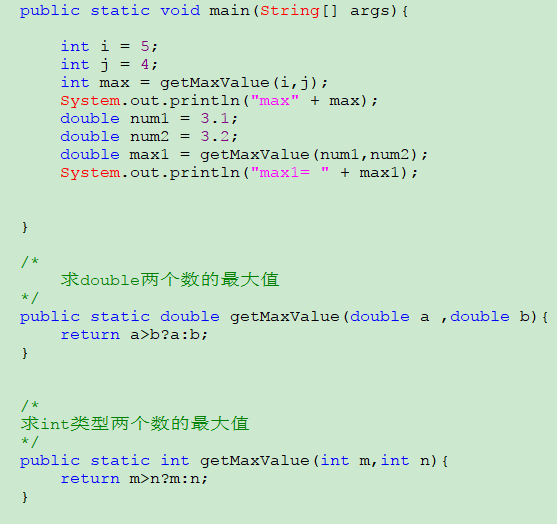 public static void main(String[] args){
int i = 5;
int j = 4;
int max = getMaxValue(i,j);
System.out.println("max" + max);
double num1 = 3.1;
double num2 = 3.2;
double max1 = getMaxValue(num1,num2);
System.out.println("max1= " + max1);
}
/*
求double两个数的最大值
*/
public static double getMaxValue(double a ,double b){
return a>b?a:b;
}
/*
求int类型两个数的最大值
*/
public static int getMaxValue(int m,int n){
return m>n?m:n;
}